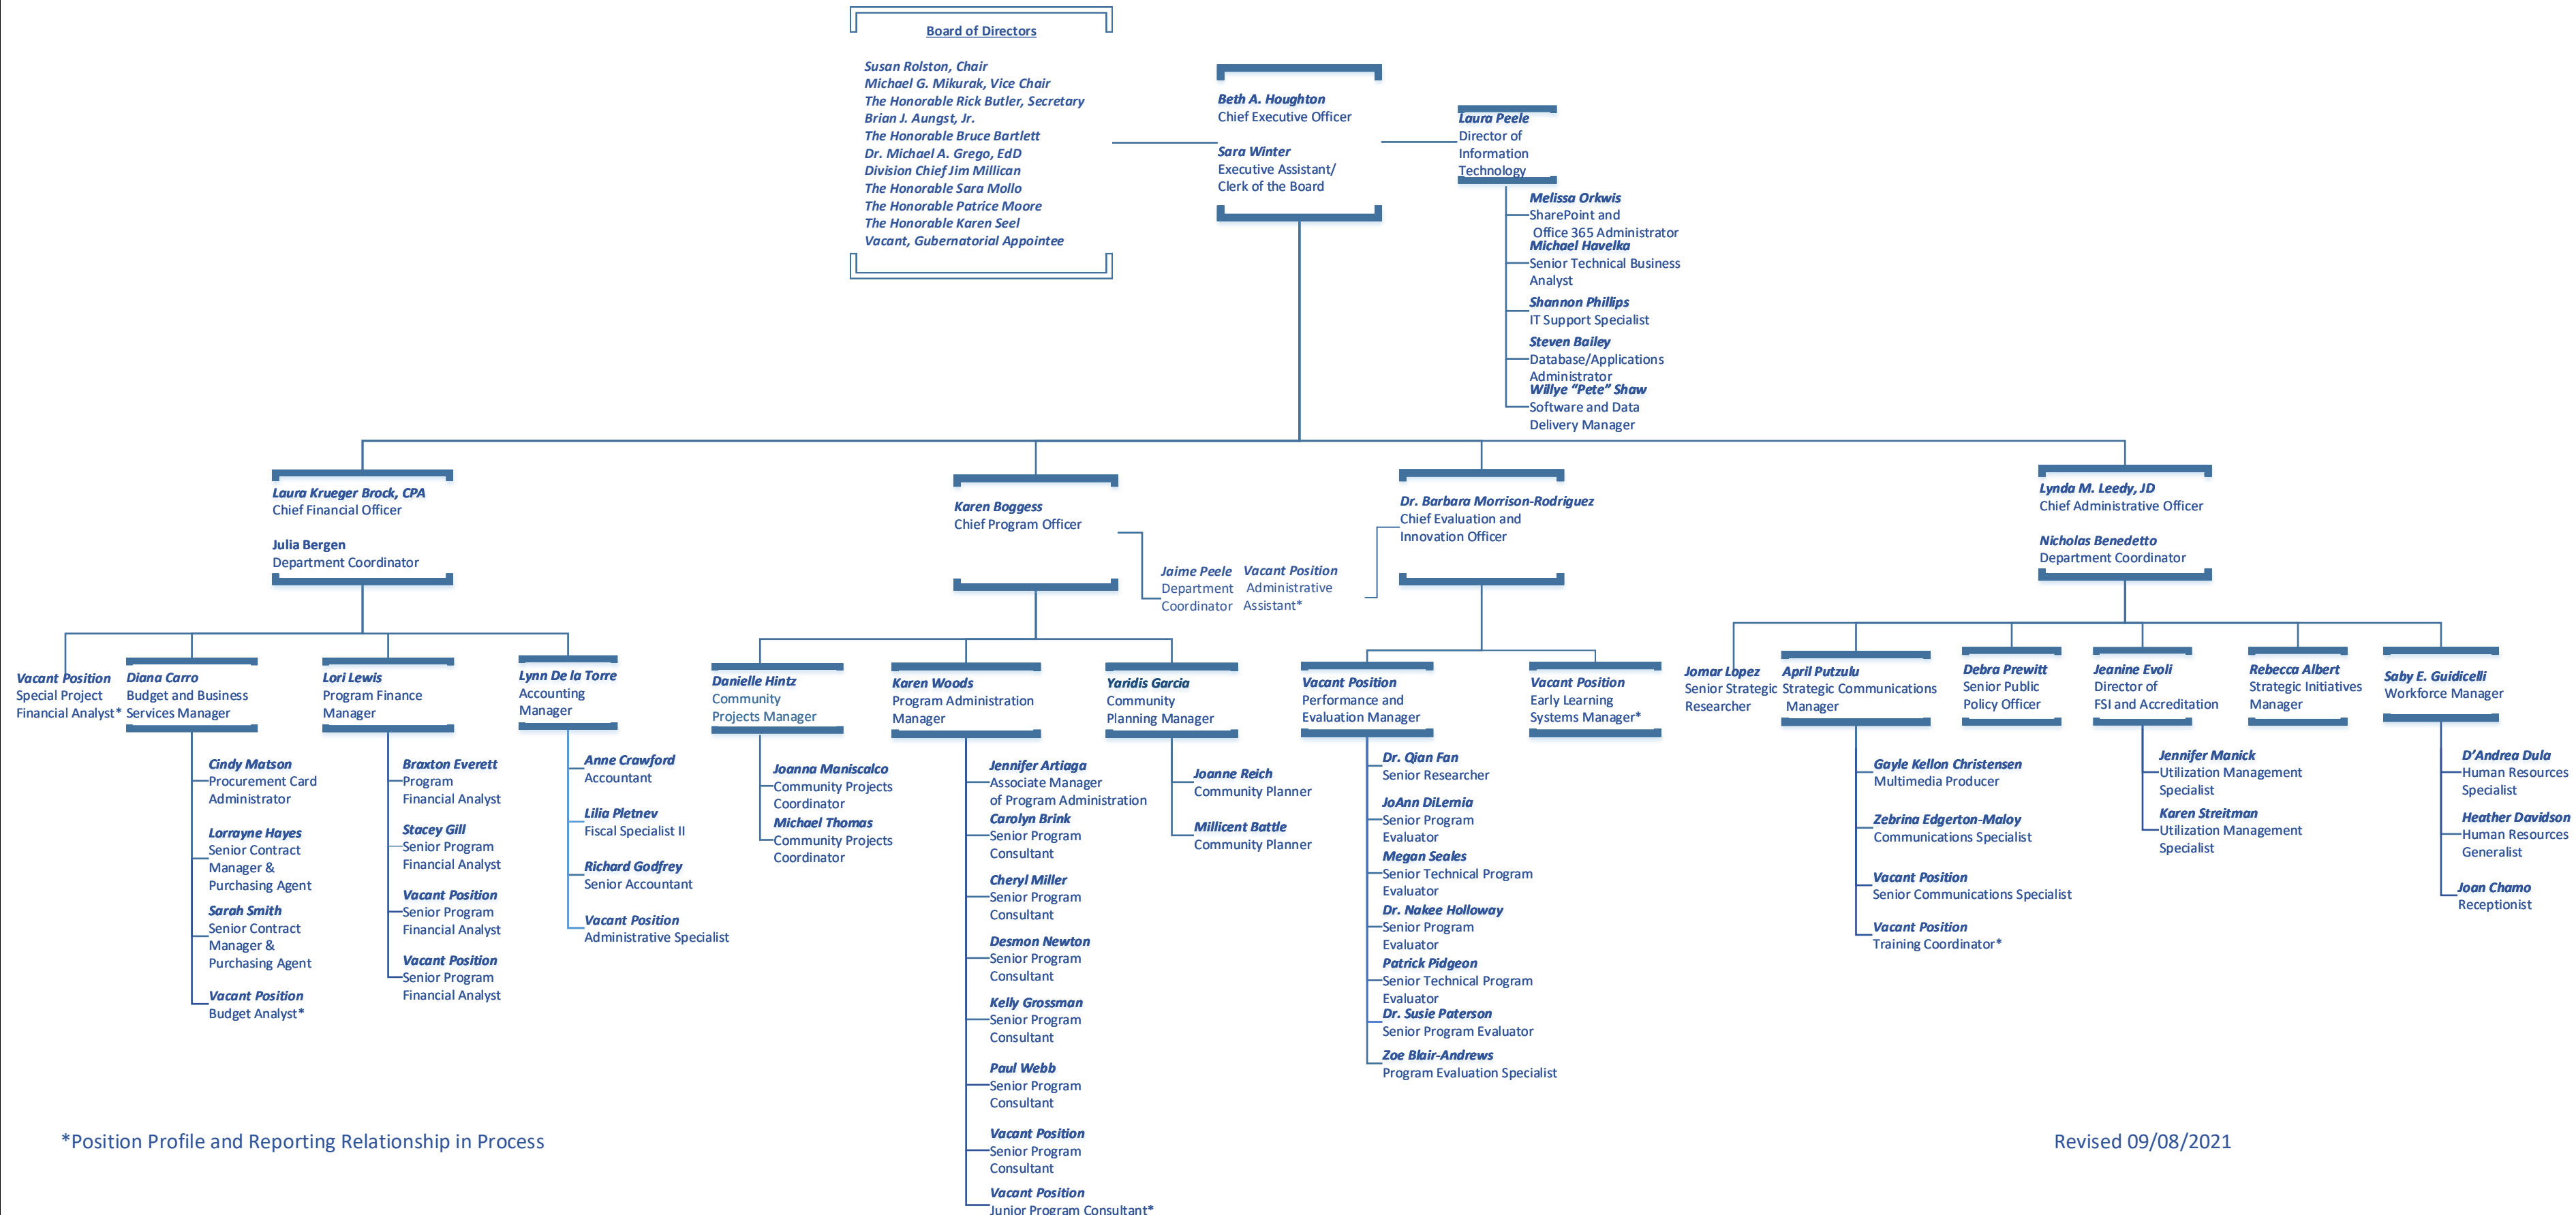 Board of Directors
Susan Rolston, Chair
Michael G. Mikurak, Vice Chair
The Honorable Rick Butler, Secretary
Brian J. Aungst, Jr.
The Honorable Bruce Bartlett
Dr. Michael A. Grego, EdD
Division Chief Jim Millican
The Honorable Sara Mollo
The Honorable Patrice Moore
The Honorable Karen Seel
Vacant, Gubernatorial Appointee
Beth A. Houghton
Chief Executive Officer
Sara Winter
Executive Assistant/
Clerk of the Board
Laura Peele
Director of
Information
Technology
Melissa Orkwis
SharePoint and
Office 365 Administrator
Michael Havelka
Senior Technical Business
Analyst
Shannon Phillips
IT Support Specialist
Steven Bailey
Database/Applications
Administrator
Willye “Pete” Shaw
Software and Data
Delivery Manager
Laura Krueger Brock, CPA
Chief Financial Officer
Julia Bergen
Department Coordinator
Karen Boggess
Chief Program Officer
Jaime Peele
Department
Coordinator
Vacant Position
Administrative
Assistant*
Dr. Barbara Morrison-Rodriguez
Chief Evaluation and
Innovation Officer
Lynda M. Leedy, JD
Chief Administrative Officer
Nicholas Benedetto
Department Coordinator
Vacant Position
Special Project
Financial Analyst*
Diana Carro
Budget and Business
Services Manager
Cindy Matson
Procurement Card
Administrator
Lorrayne Hayes
Senior Contract
Manager &
Purchasing Agent
Sarah Smith
Senior Contract
Manager &
Purchasing Agent
Vacant Position
Budget Analyst*
Lori Lewis
Program Finance
Manager
Braxton Everett
Program
Financial Analyst
Stacey Gill
Senior Program
Financial Analyst
Vacant Position
Senior Program
Financial Analyst
Vacant Position
Senior Program
Financial Analyst
Lynn De la Torre
Accounting
Manager
Anne Crawford
Accountant
Lilia Pletnev
Fiscal Specialist II
Richard Godfrey
Senior Accountant
Vacant Position
Administrative Specialist
Danielle Hintz
Community
Projects Manager
Joanna Maniscalco
Community Projects
Coordinator
Michael Thomas
Community Projects
Coordinator
Karen Woods
Program Administration
Manager
Jennifer Artiaga
Associate Manager
of Program Administration
Carolyn Brink
Senior Program
Consultant
Cheryl Miller
Senior Program
Consultant
Desmon Newton
Senior Program
Consultant
Kelly Grossman
Senior Program
Consultant
Paul Webb
Senior Program
Consultant
Vacant Position
Senior Program
Consultant
Vacant Position
Junior Program Consultant*
Yaridis Garcia
Community
Planning Manager
Joanne Reich
Community Planner
Millicent Battle
Community Planner
Vacant Position
Performance and
Evaluation Manager
Dr. Qian Fan
Senior Researcher
JoAnn DiLernia
Senior Program
Evaluator
Megan Seales
Senior Technical Program
Evaluator
Dr. Nakee Holloway
Senior Program
Evaluator
Patrick Pidgeon
Senior Technical Program
Evaluator
Dr. Susie Paterson
Senior Program Evaluator
Zoe Blair-Andrews
Program Evaluation Specialist
Vacant Position
Early Learning
Systems Manager*
Jomar Lopez
Senior Strategic
Researcher
April Putzulu
Strategic Communications
Manager
Gayle Kellon Christensen
Multimedia Producer
Zebrina Edgerton-Maloy
Communications Specialist
Vacant Position
Senior Communications Specialist
Vacant Position
Training Coordinator*
Debra Prewitt
Senior Public
Policy Officer
Jeanine Evoli
Director of
FSI and Accreditation
Jennifer Manick
Utilization Management
Specialist
Karen Streitman
Utilization Management
Specialist
Rebecca Albert
Strategic Initiatives
Manager
Saby E. Guidicelli
Workforce Manager
D’Andrea Dula
Human Resources
Specialist
Heather Davidson
Human Resources
Generalist
Joan Chamo
Receptionist
*Position Profile and Reporting Relationship in Process
Revised 09/08/2021